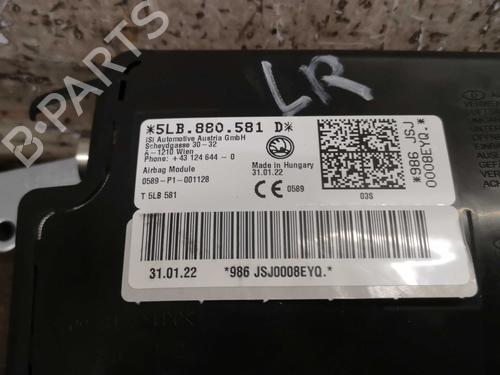 B-PARTS
LR
*5LB.880.581 D*
iSi Automotive Austria GmbH
Scheydgasse 30-32
A - 1210 Wien
Phone: +43 124 644 - 0
Airbag Module
0589-P1-001128
T 5LB 581
Made in Hungary
31.01.22
CE 0589
03S
*986 JSJ
0008EYQ.*
31.01.22 *986 JSJ0008EYQ.*